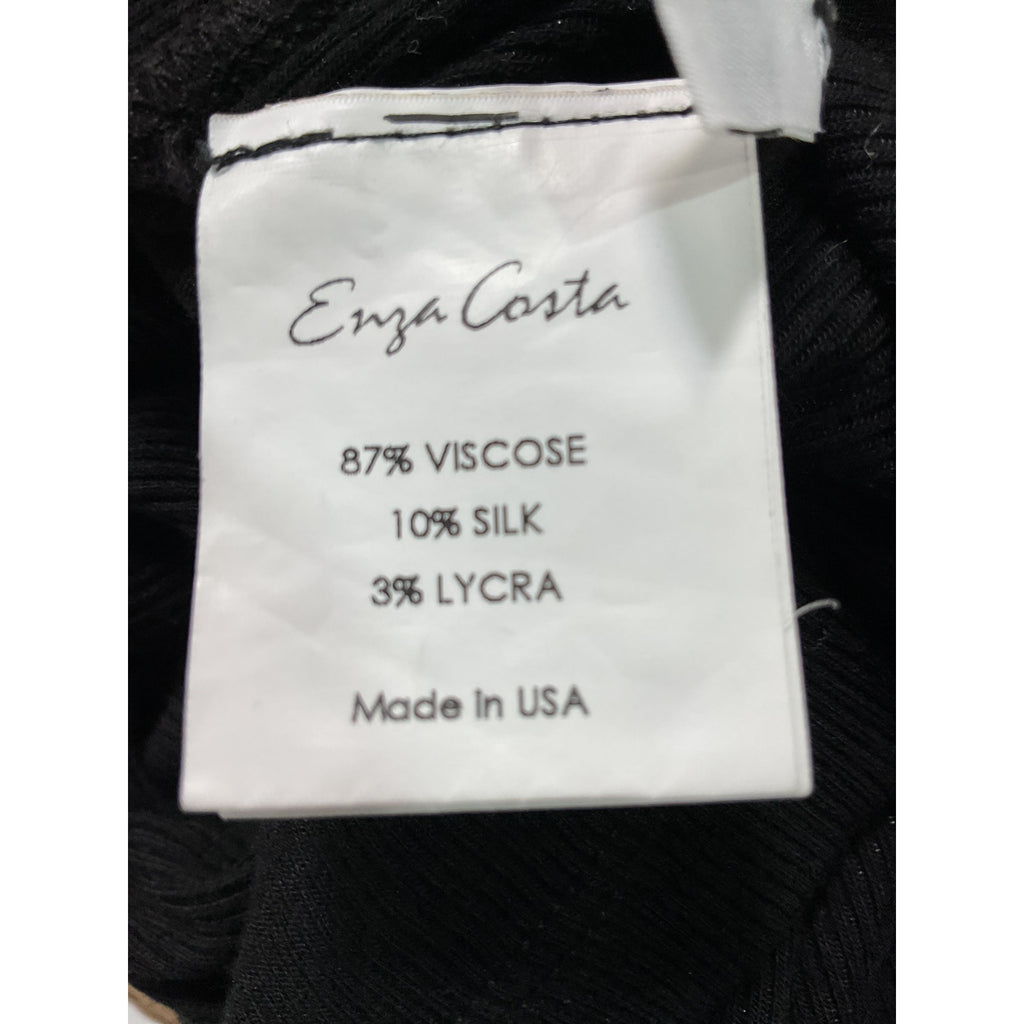 Enza Costa
87% VISCOSE
10% SILK
3% LYCRA
Made in USA